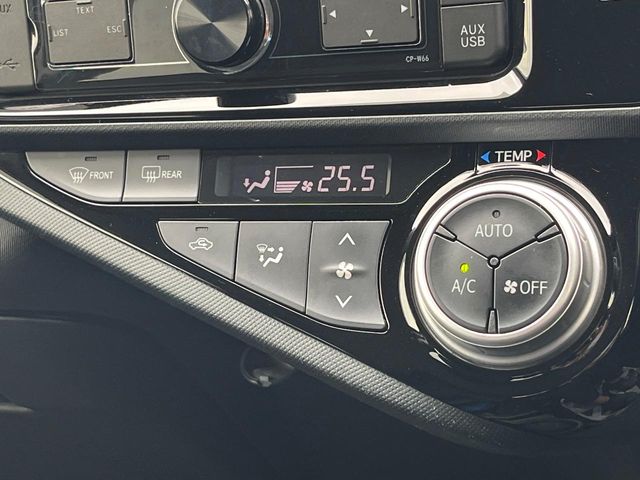 TEXT
LIST
ESC
AUX
USB
CP-W66
FRONT
REAR
25.5
TEMP
AUTO
A/C
OFF